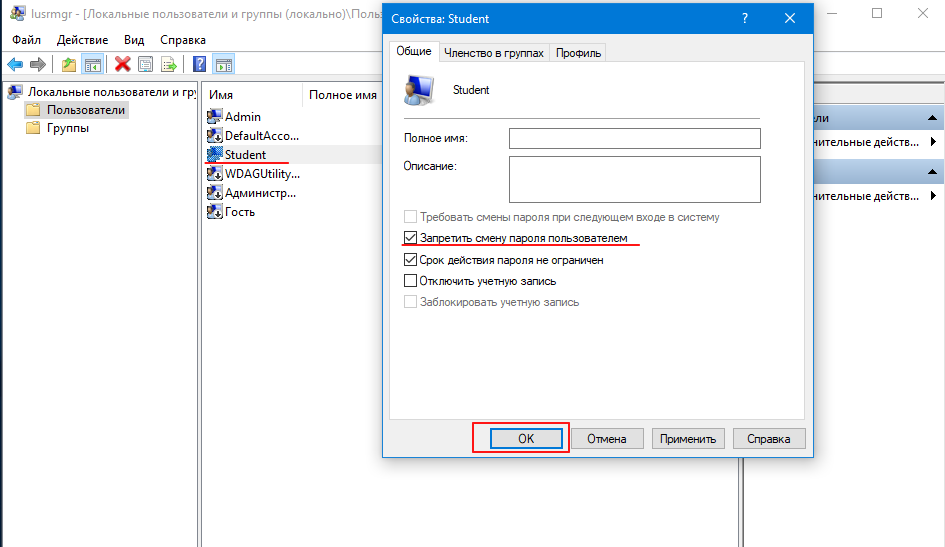 lusrmgr - [Локальные пользователи и группы (локально)\Поль
Файл Действие Вид Справка
Локальные пользователи и гру
Пользователи
Группы
Имя Полное имя
Admin
DefaultAcco...
Student
WDAGUtility...
Администр...
Гость
Свойства: Student
?
Общие Членство в группах Профиль
Student
Полное имя:
Описание:
Требовать смены пароля при следующем входе в систему
Запретить смену пароля пользователем
Срок действия пароля не ограничен
Отключить учетную запись
Заблокировать учетную запись
OK Отмена Применить Справка
ли
нительные действ...
нительные действ...